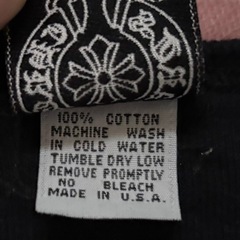 100% COTTON
MACHINE WASH
IN COLD WATER
TUMBLE DRY LOW
REMOVE PROMPTLY
NO BLEACH
MADE IN U.S.A.